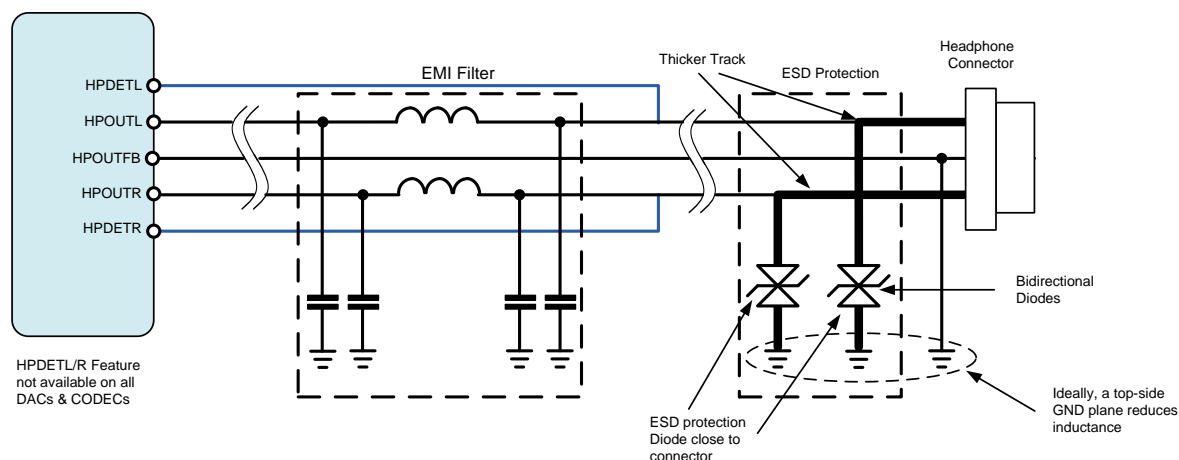 Headphone
Connector
Thicker Track
ESD Protection
EMI Filter
HPDETL
HPOUTL
HPOUTFB
HPOUTR
HPDETR
Bidirectional
Diodes
HPDETL/R Feature
not available on all
DACs & CODECs
Ideally, a top-side
GND plane reduces
inductance
ESD protection
Diode close to
connector